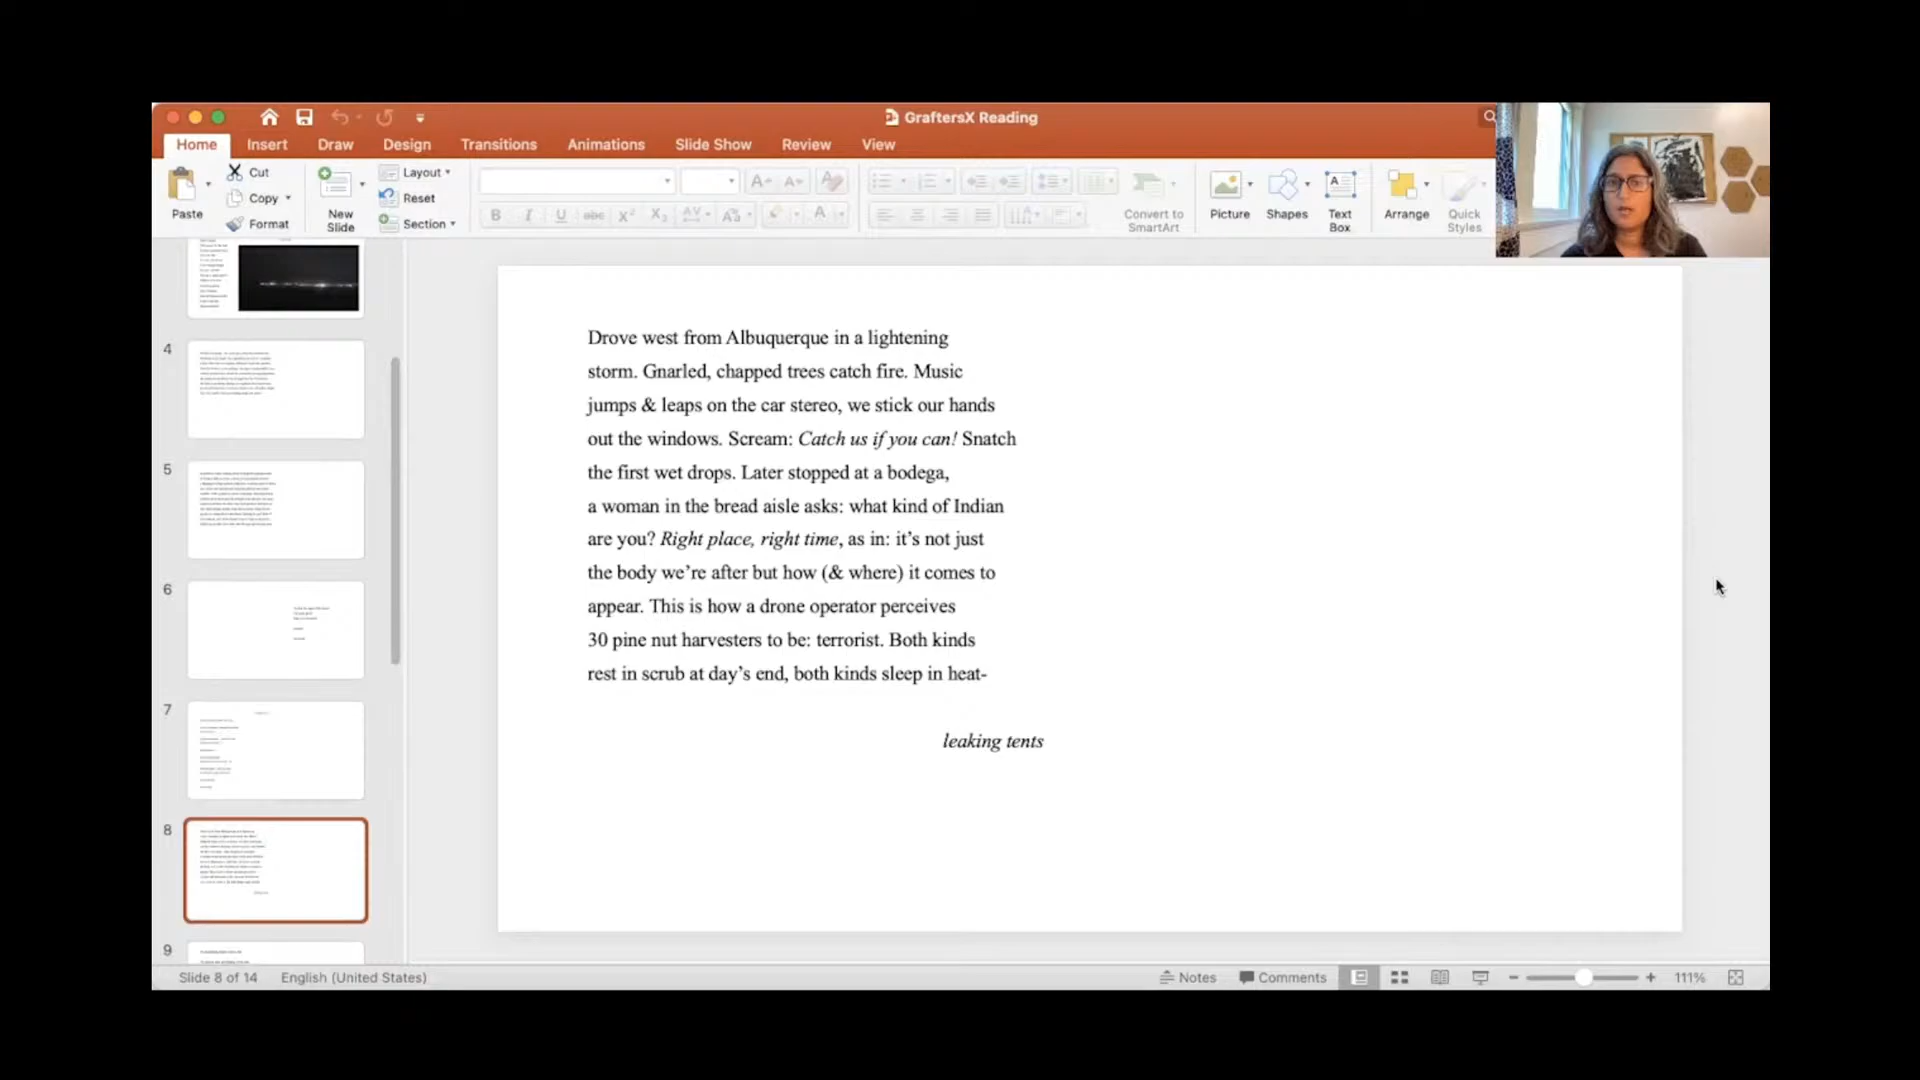 GraftersX Reading
Home Insert Draw Design Transitions Animations Slide Show Review View
Paste
Cut
Copy
Format
New
Slide
Layout
Reset
Section
B I U abc X² X₂ AV Aa A
Convert to
SmartArt
Picture
Shapes
Text
Box
Arrange
Quick
Styles
4
5
6
7
8
9
Drove west from Albuquerque in a lightening
storm. Gnarled, chapped trees catch fire. Music
jumps & leaps on the car stereo, we stick our hands
out the windows. Scream: Catch us if you can! Snatch
the first wet drops. Later stopped at a bodega,
a woman in the bread aisle asks: what kind of Indian
are you? Right place, right time, as in: it’s not just
the body we’re after but how (& where) it comes to
appear. This is how a drone operator perceives
30 pine nut harvesters to be: terrorist. Both kinds
rest in scrub at day’s end, both kinds sleep in heat-
leaking tents
Slide 8 of 14 English (United States) Notes Comments 111%